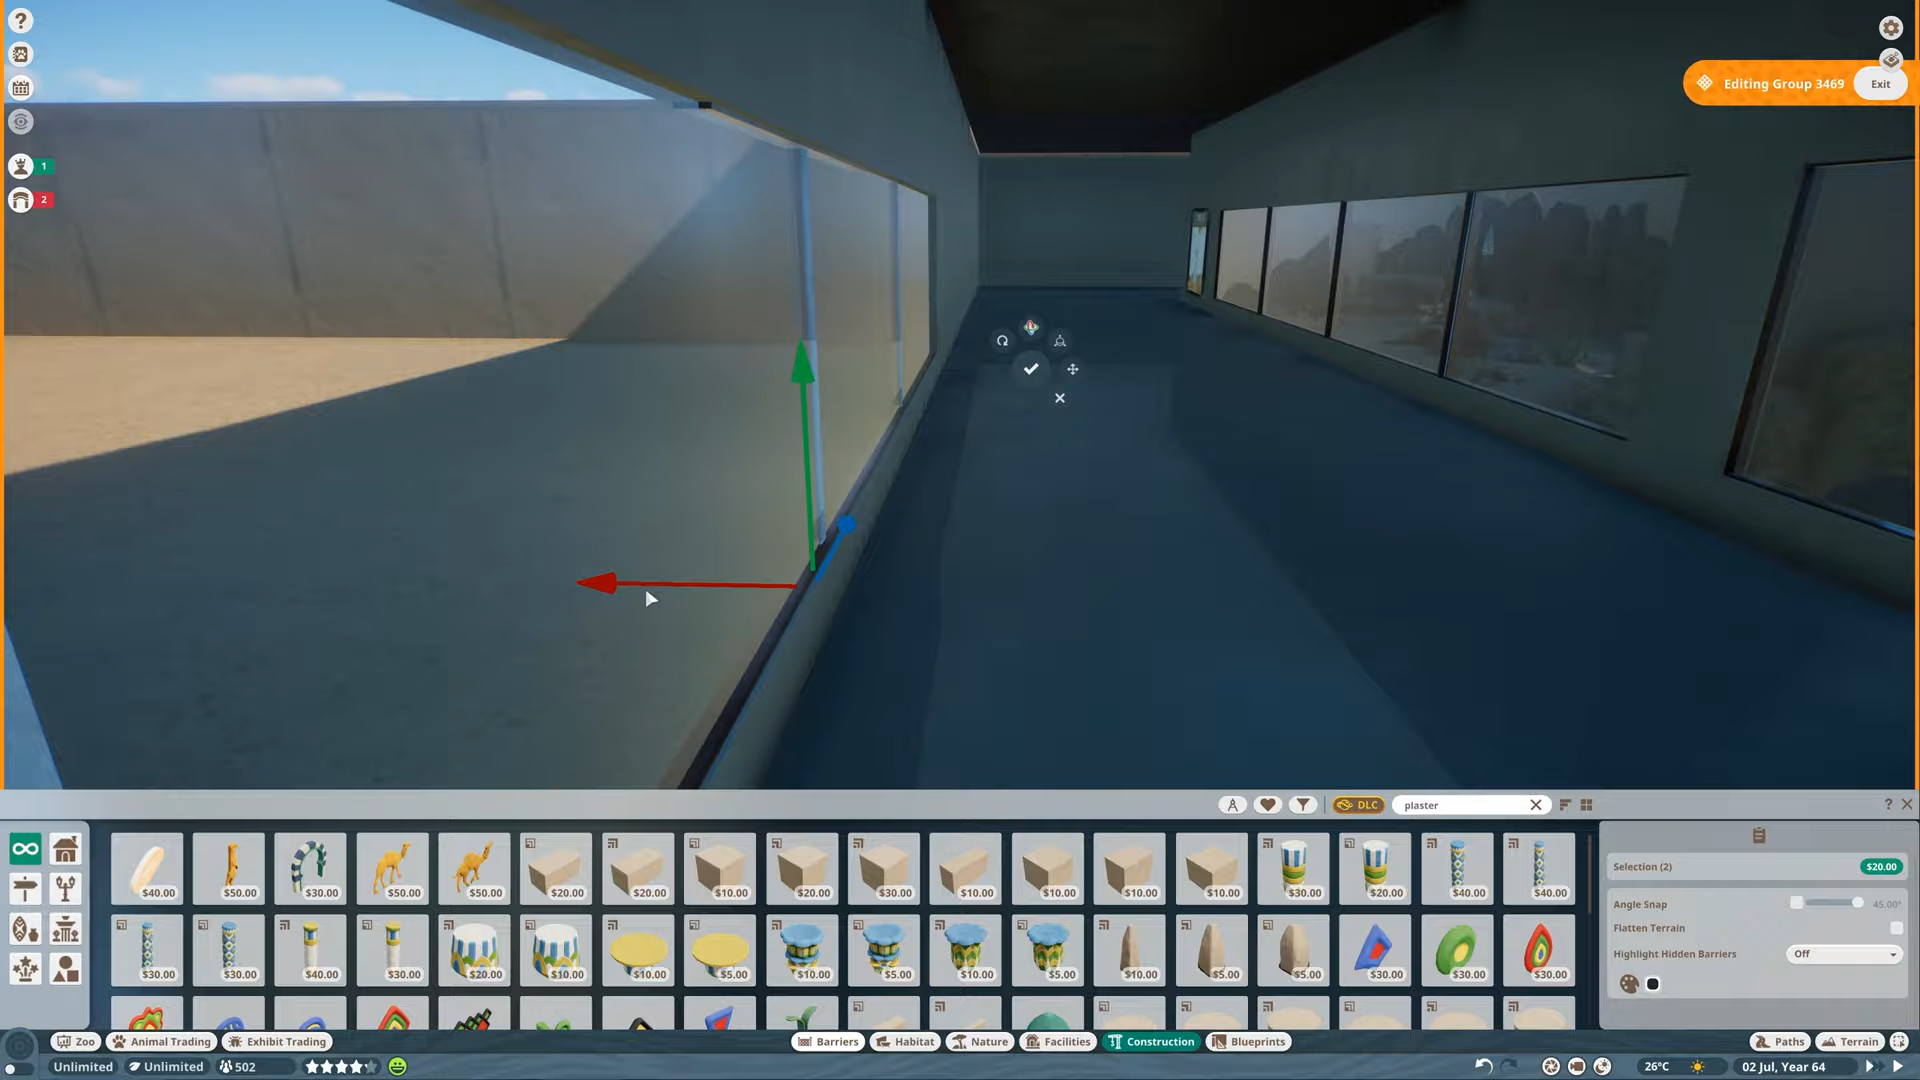 ?
Editing Group 3469
Exit
1
2
DLC
plaster
?
$40.00
$50.00
$30.00
$50.00
$50.00
$20.00
$20.00
$10.00
$20.00
$30.00
$10.00
$10.00
$10.00
$10.00
$30.00
$20.00
$40.00
$40.00
Selection (2)
$20.00
Angle Snap
45.00°
Flatten Terrain
Highlight Hidden Barriers
Off
$30.00
$30.00
$40.00
$30.00
$20.00
$10.00
$10.00
$5.00
$10.00
$5.00
$10.00
$5.00
$10.00
$5.00
$5.00
$30.00
$30.00
$30.00
Zoo
Animal Trading
Exhibit Trading
Barriers
Habitat
Nature
Facilities
Construction
Blueprints
Paths
Terrain
Unlimited
Unlimited
502
26°C
02 Jul, Year 64